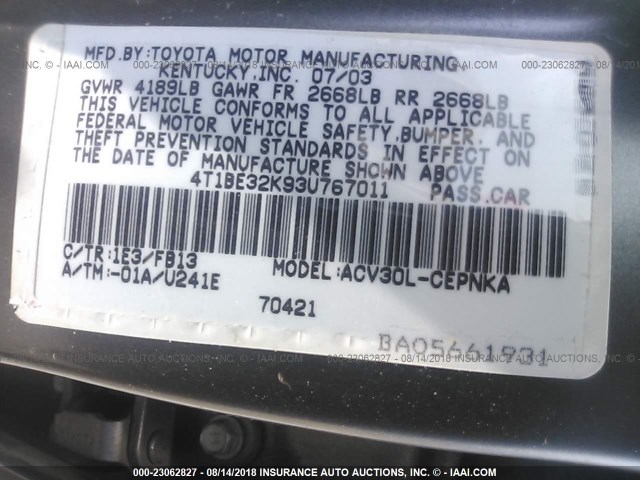 MFD.BY:TOYOTA MOTOR MANUFACTURING,
KENTUCKY,INC. 07/03
GVWR 4189LB GAWR FR 2668LB RR 2668LB
THIS VEHICLE CONFORMS TO ALL APPLICABLE
FEDERAL MOTOR VEHICLE SAFETY,BUMPER, AND
THEFT PREVENTION STANDARDS IN EFFECT ON
THE DATE OF MANUFACTURE SHOWN ABOVE
4T1BE32K93U767011 PASS.CAR
C/TR:1E3/FB13
A/TM:-01A/U241E MODEL:ACV30L-CEPNKA
70421
BA05661931
000-23062827 - 08/14/2018 INSURANCE AUTO AUCTIONS INC. - © IAAI.COM